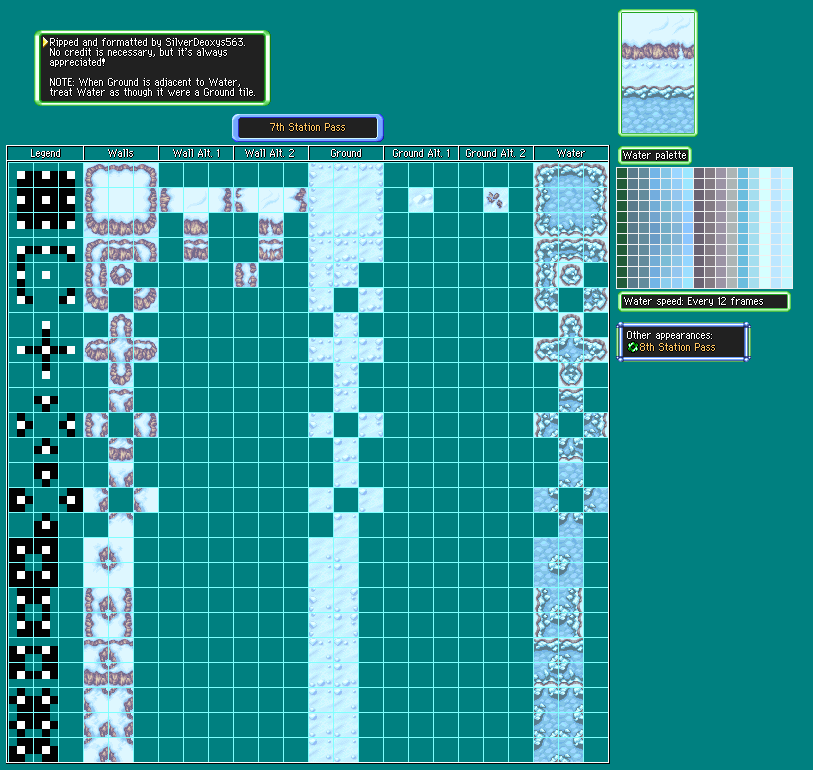 Ripped and formatted by SilverDeoxys563.
No credit is necessary, but it's always
appreciated!
NOTE: When Ground is adjacent to Water,
treat Water as though it were a Ground tile.
7th Station Pass
Legend Walls Wall Alt. 1 Wall Alt. 2 Ground Ground Alt. 1 Ground Alt. 2 Water
Water palette
Water speed: Every 12 frames
Other appearances:
8th Station Pass